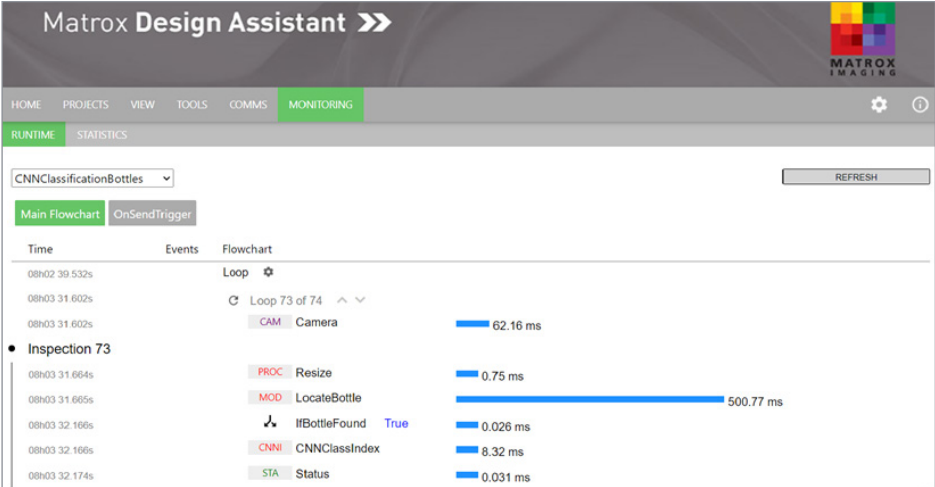 Matrox Design Assistant
MATROX
IMAGING
HOME PROJECTS VIEW TOOLS COMMS MONITORING
RUNTIME STATISTICS
CNNClassificationBottles REFRESH
Main Flowchart OnSendTrigger
Time Events Flowchart
08h02 39.532s Loop
08h03 31.602s Loop 73 of 74
08h03 31.602s CAM Camera 62.16 ms
Inspection 73
08h03 31.664s PROC Resize 0.75 ms
08h03 31.665s MOD LocateBottle 500.77 ms
08h03 32.166s IfBottleFound True 0.026 ms
08h03 32.166s CNNI CNNClassIndex 8.32 ms
08h03 32.174s STA Status 0.031 ms